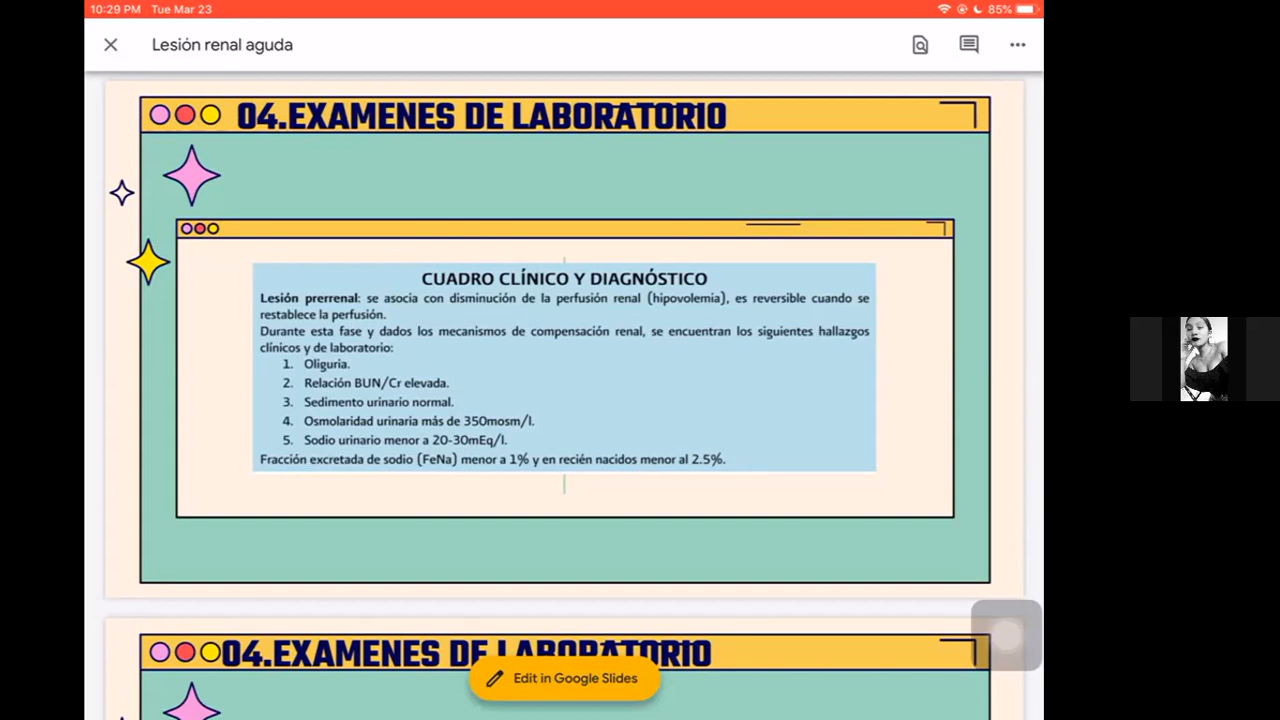 10:29 PM Tue Mar 23
85%
Lesión renal aguda
04.EXAMENES DE LABORATORIO
CUADRO CLÍNICO Y DIAGNÓSTICO
Lesión prerrenal: se asocia con disminución de la perfusión renal (hipovolemia), es reversible cuando se
restablece la perfusión.
Durante esta fase y dados los mecanismos de compensación renal, se encuentran los siguientes hallazgos
clínicos y de laboratorio:
1. Oliguria.
2. Relación BUN/Cr elevada.
3. Sedimento urinario normal.
4. Osmolaridad urinaria más de 350mosm/l.
5. Sodio urinario menor a 20-30mEq/l.
Fracción excretada de sodio (FeNa) menor a 1% y en recién nacidos menor al 2.5%.
04.EXAMENES DE LABORATORIO
Edit in Google Slides